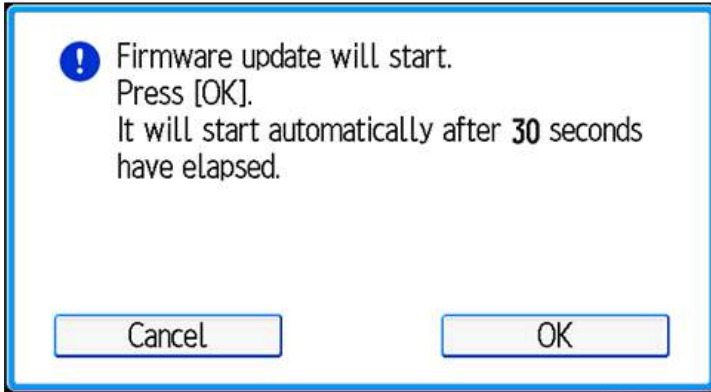 Firmware update will start.
Press [OK].
It will start automatically after 30 seconds
have elapsed.
Cancel
OK